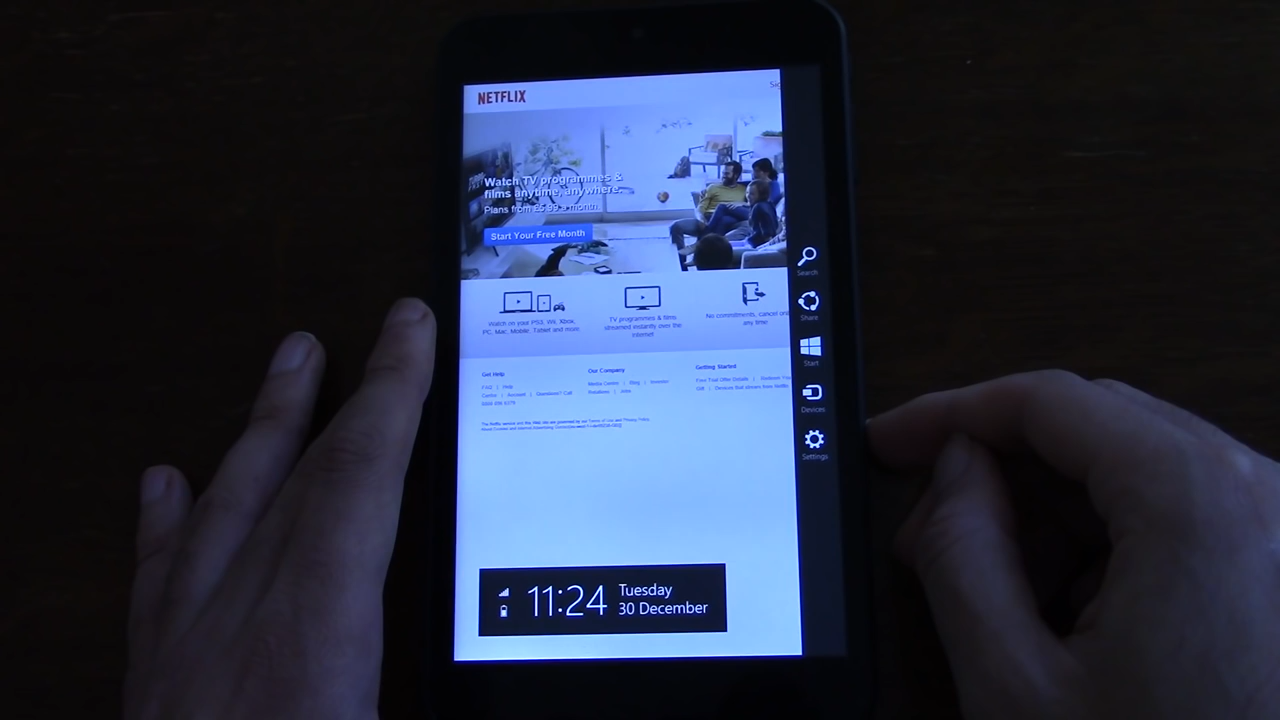 NETFLIX
Watch TV programmes &
films anytime, anywhere.
Plans from £5.99 a month.
Start Your Free Month
Watch on your PS3, Wii, Xbox,
PC, Mac, Mobile, Tablet and more
TV programmes & films
streamed instantly over the
internet
No commitments, cancel
any time
Get Help
FAQ | Help
Centre | Account | Questions? Call
Our Company
Media Centre | Blog | Investor
Relations | Jobs
Getting Started
Free Trial Offer Details | Redeem
Gift | Devices that stream from Netflix
Search
Share
Start
Devices
Settings
11:24
Tuesday
30 December